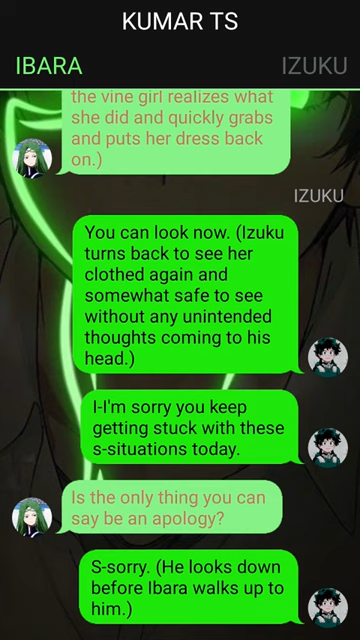 KUMAR TS
IBARA
IZUKU
the vine girl realizes what
she did and quickly grabs
and puts her dress back
on.)
IZUKU
You can look now. (Izuku
turns back to see her
clothed again and
somewhat safe to see
without any unintended
thoughts coming to his
head.)
I-I'm sorry you keep
getting stuck with these
s-situations today.
Is the only thing you can
say be an apology?
S-sorry. (He looks down
before Ibara walks up to
him.)